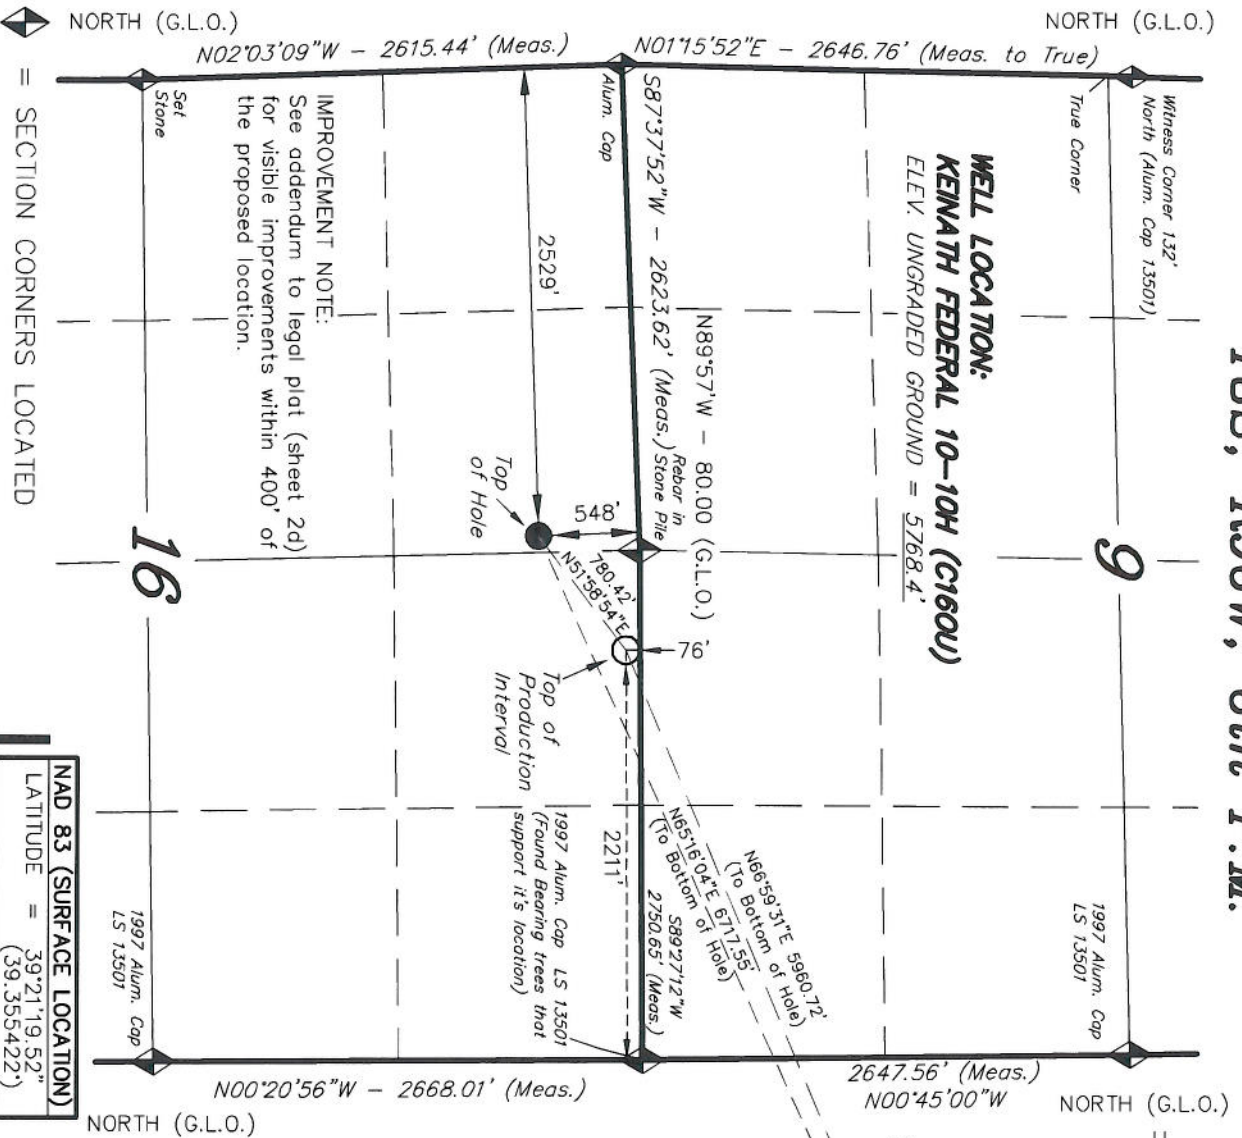 NORTH (G.L.O.)
NORTH (G.L.O.)
N02°03'09"W - 2615.44' (Meas.)
N01°15'52"E - 2646.76' (Meas. to True)
Witness Corner 132'
North (Alum. Cap 13501)
True Corner
WELL LOCATION:
KEINATH FEDERAL 10-10H (C16OU)
ELEV. UNGRADED GROUND = 5768.4'
Alum. Cap
S87°37'52"W - 2623.62' (Meas.)
N89°57'W - 80.00 (G.L.O.)
Rebar in
Stone Pile
Set
Stone
IMPROVEMENT NOTE:
See addendum to legal plat (sheet 2d)
for visible improvements within 400' of
the proposed location.
2529'
548'
Top
of Hole
780.42'
N51°58'54"E
76'
Top of
Production
Interval
2211'
9
16
N66°59'31"E 5960.72'
(To Bottom of Hole)
N65°16'04"E 6717.55'
(To Bottom of Hole)
S89°27'12"W
2750.65' (Meas.)
1997 Alum. Cap LS 13501
(Found Bearing trees that
support it's location)
1997 Alum. Cap
LS 13501
1997 Alum. Cap
LS 13501
= SECTION CORNERS LOCATED
NAD 83 (SURFACE LOCATION)
LATITUDE = 39°21'19.52"
(39.355422°)
N00°20'56"W - 2668.01' (Meas.)
NORTH (G.L.O.)
2647.56' (Meas.)
N00°45'00"W
NORTH (G.L.O.)